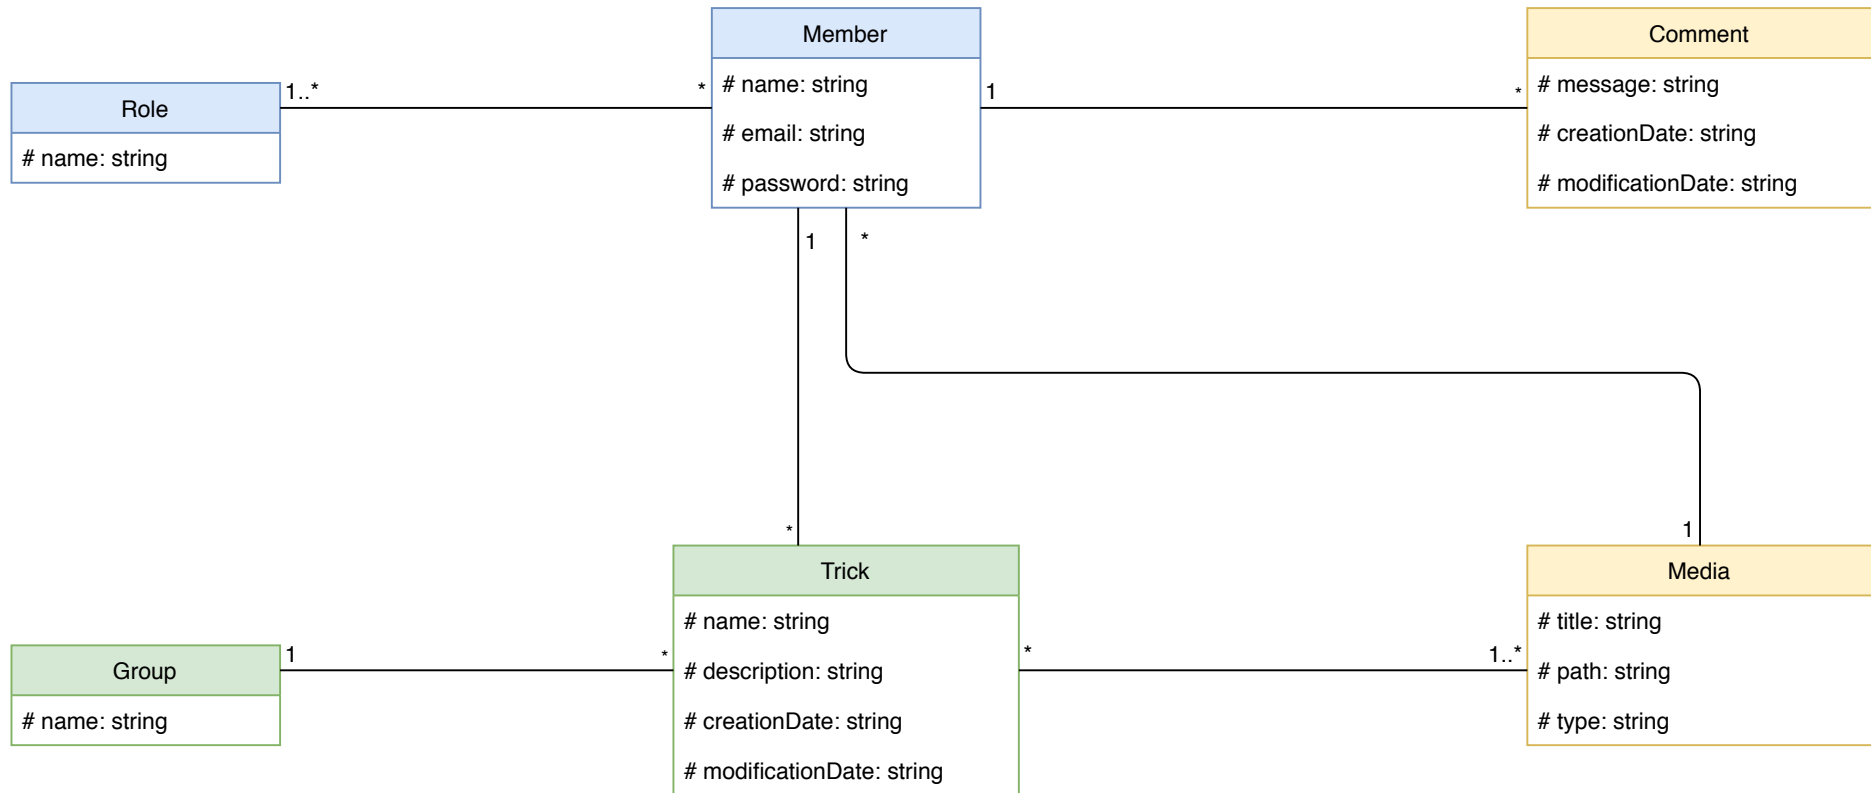 Member
# name: string
# email: string
# password: string
Comment
# message: string
# creationDate: string
# modificationDate: string
Role
# name: string
1..*
*
1
*
1
*
*
1
Trick
# name: string
# description: string
# creationDate: string
# modificationDate: string
Media
# title: string
# path: string
# type: string
Group
# name: string
1
*
*
1..*